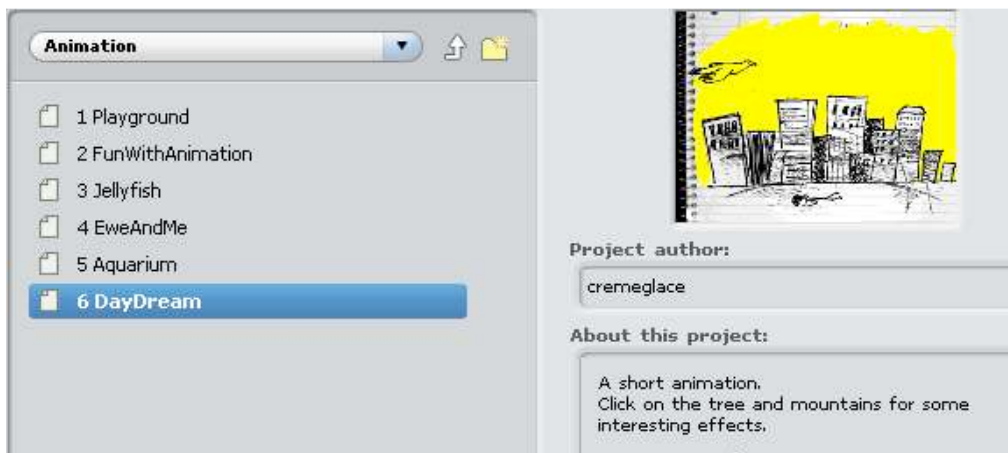 Animation
1 Playground
2 FunWithAnimation
3 Jellyfish
4 EweAndMe
5 Aquarium
6 DayDream
Project author:
cremeglace
About this project:
A short animation.
Click on the tree and mountains for some
interesting effects.